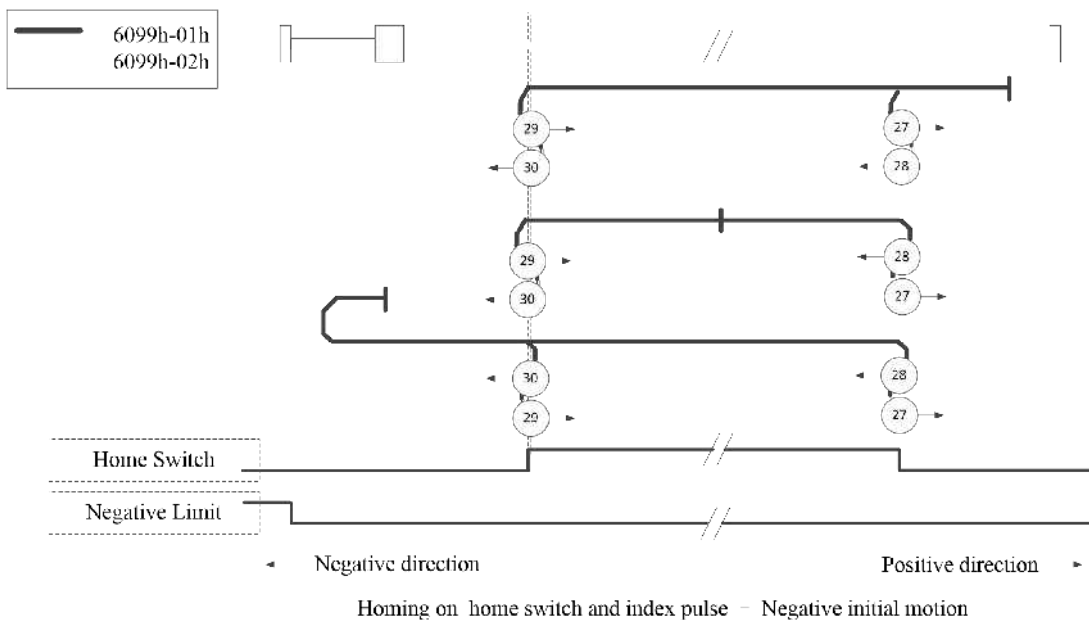 6099h-01h
6099h-02h
29
27
30
28
29
28
30
27
30
28
29
27
Home Switch
Negative Limit
Negative direction
Positive direction
Homing on home switch and index pulse － Negative initial motion